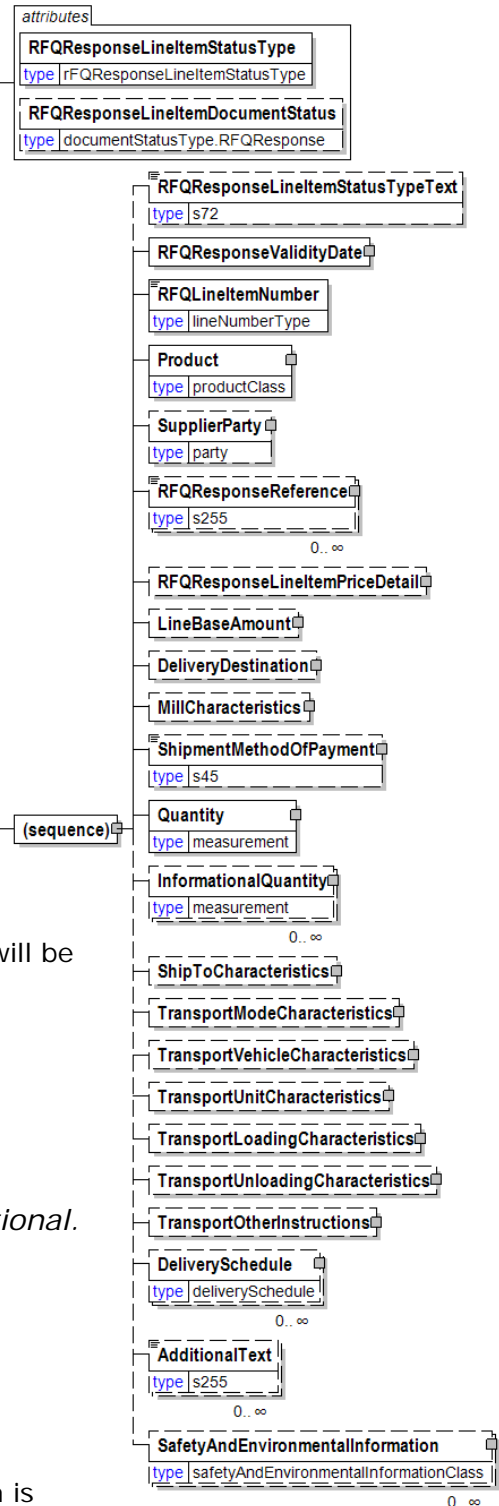 attributes
RFQResponseLineItemStatusType
type rFQResponseLineItemStatusType
RFQResponseLineItemDocumentStatus
type documentStatusType.RFQResponse
RFQResponseLineItemStatusTypeText
type s72
RFQResponseValidityDate
RFQLineItemNumber
type lineNumberType
Product
type productClass
SupplierParty
type party
RFQResponseReference
type s255
0.. ∞
RFQResponseLineItemPriceDetail
LineBaseAmount
DeliveryDestination
MillCharacteristics
ShipmentMethodOfPayment
type s45
(sequence)
Quantity
type measurement
InformationalQuantity
type measurement
0.. ∞
will be
ShipToCharacteristics
TransportModeCharacteristics
TransportVehicleCharacteristics
TransportUnitCharacteristics
TransportLoadingCharacteristics
TransportUnloadingCharacteristics
tional.
TransportOtherInstructions
DeliverySchedule
type deliverySchedule
0.. ∞
AdditionalText
type s255
0.. ∞
SafetyAndEnvironmentalInformation
type safetyAndEnvironmentalInformationClass
n is
0.. ∞